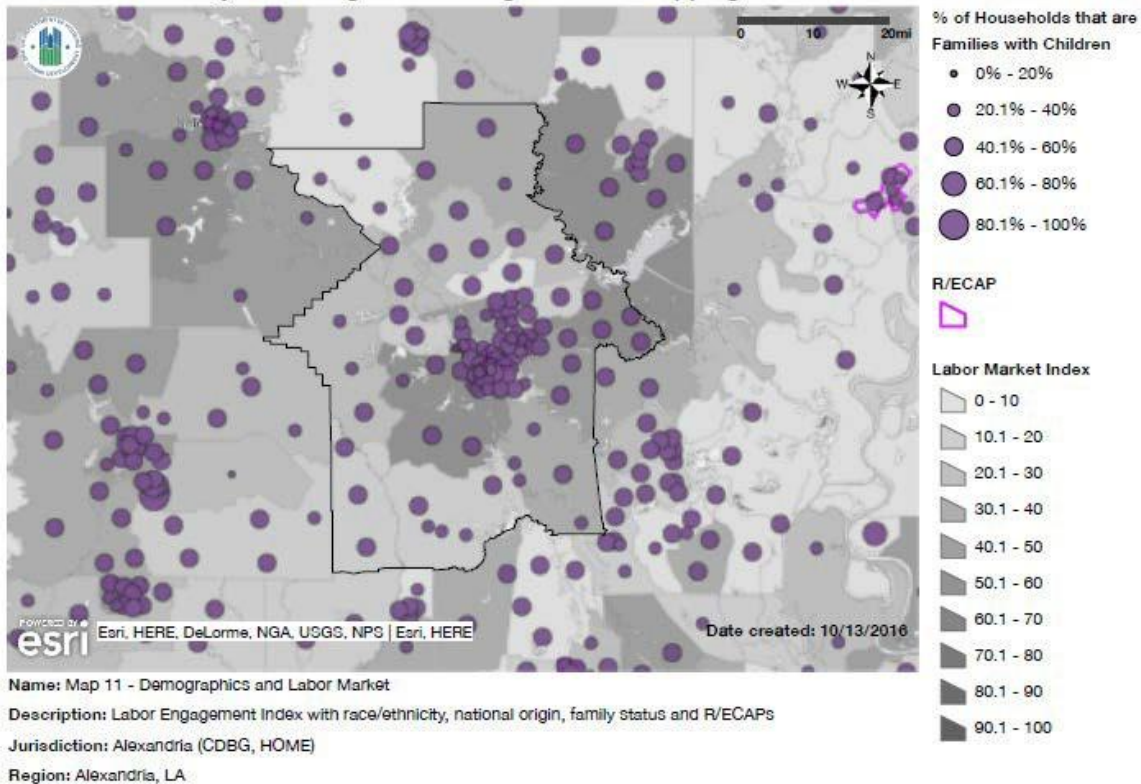 0 10 20mi
N
W E
S
% of Households that are
Families with Children
0% - 20%
20.1% - 40%
40.1% - 60%
60.1% - 80%
80.1% - 100%
R/ECAP
Labor Market Index
0 - 10
10.1 - 20
20.1 - 30
30.1 - 40
40.1 - 50
50.1 - 60
60.1 - 70
70.1 - 80
80.1 - 90
90.1 - 100
POWERED BY
esri
Esri, HERE, DeLorme, NGA, USGS, NPS | Esri, HERE
Date created: 10/13/2016
Name: Map 11 - Demographics and Labor Market
Description: Labor Engagement Index with race/ethnicity, national origin, family status and R/ECAPs
Jurisdiction: Alexandria (CDBG, HOME)
Region: Alexandria, LA